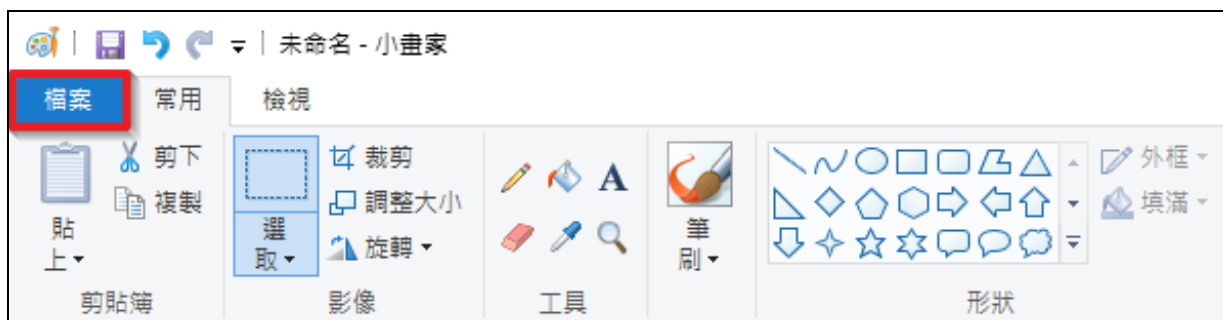 未命名 - 小畫家
檔案 常用 檢視
貼上
剪下
複製
剪貼簿
選取
裁剪
調整大小
旋轉
影像
A
工具
筆刷
形狀
外框
填滿